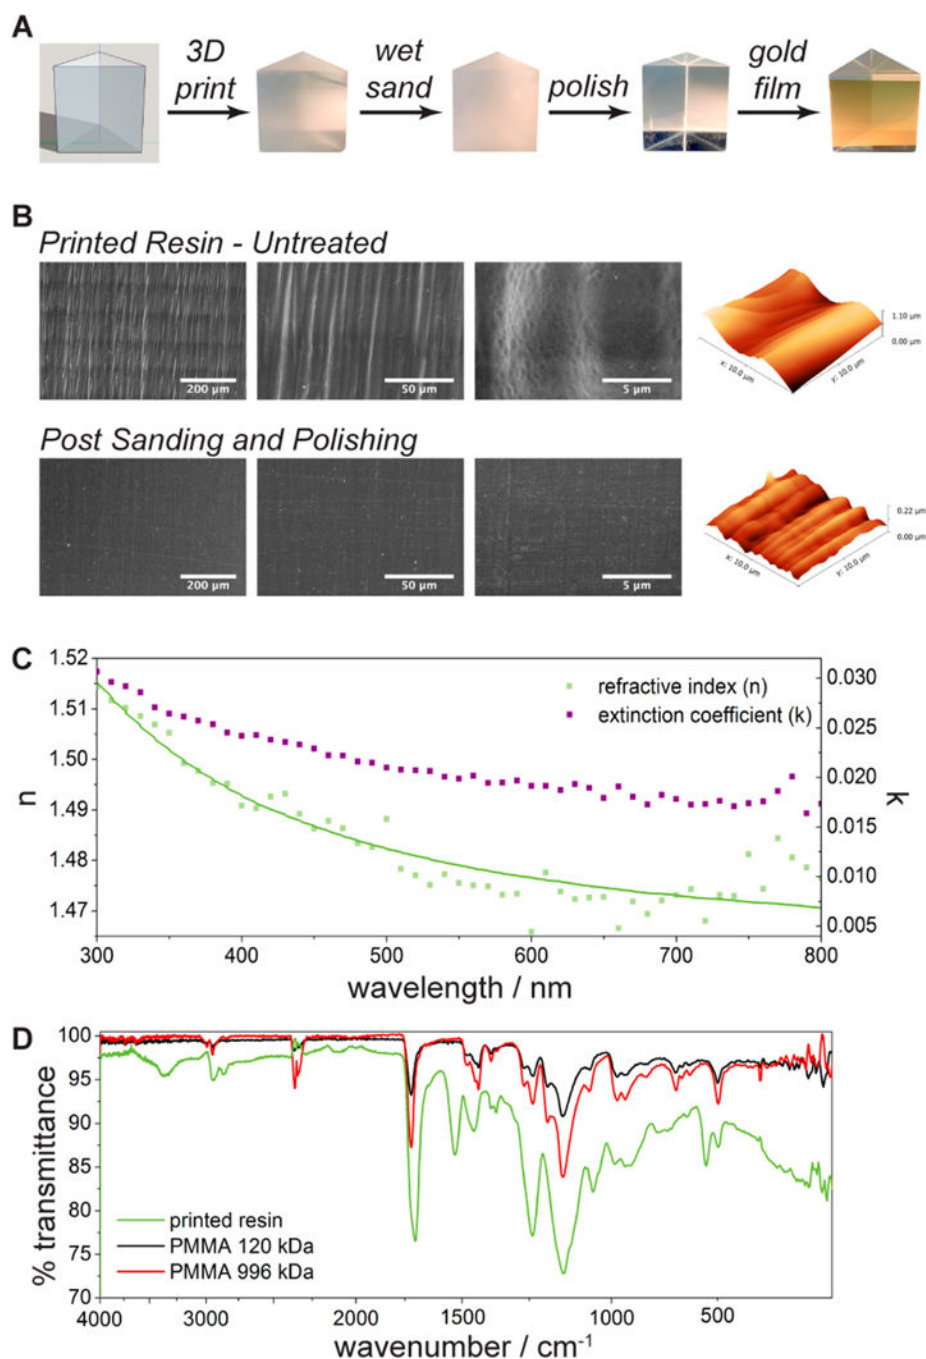 A
3D print
wet sand
polish
gold film
B
Printed Resin - Untreated
200 µm
50 µm
5 µm
1.10 µm
0.00 µm
x: 10.0 µm
y: 10.0 µm
Post Sanding and Polishing
200 µm
50 µm
5 µm
0.22 µm
0.00 µm
x: 10.0 µm
y: 10.0 µm
C
1.52
1.51
1.50
1.49
1.48
1.47
n
refractive index (n)
extinction coefficient (k)
0.030
0.025
0.020
0.015
0.010
0.005
k
300 400 500 600 700 800
wavelength / nm
D
100
95
90
85
80
75
70
% transmittance
printed resin
PMMA 120 kDa
PMMA 996 kDa
4000 3000 2000 1500 1000 500
wavenumber / cm⁻¹